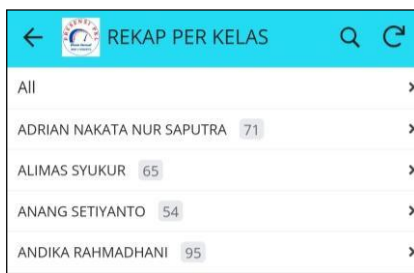 REKAP PER KELAS
All
ADRIAN NAKATA NUR SAPUTRA 71
ALIMAS SYUKUR 65
ANANG SETIYANTO 54
ANDIKA RAHMADHANI 95